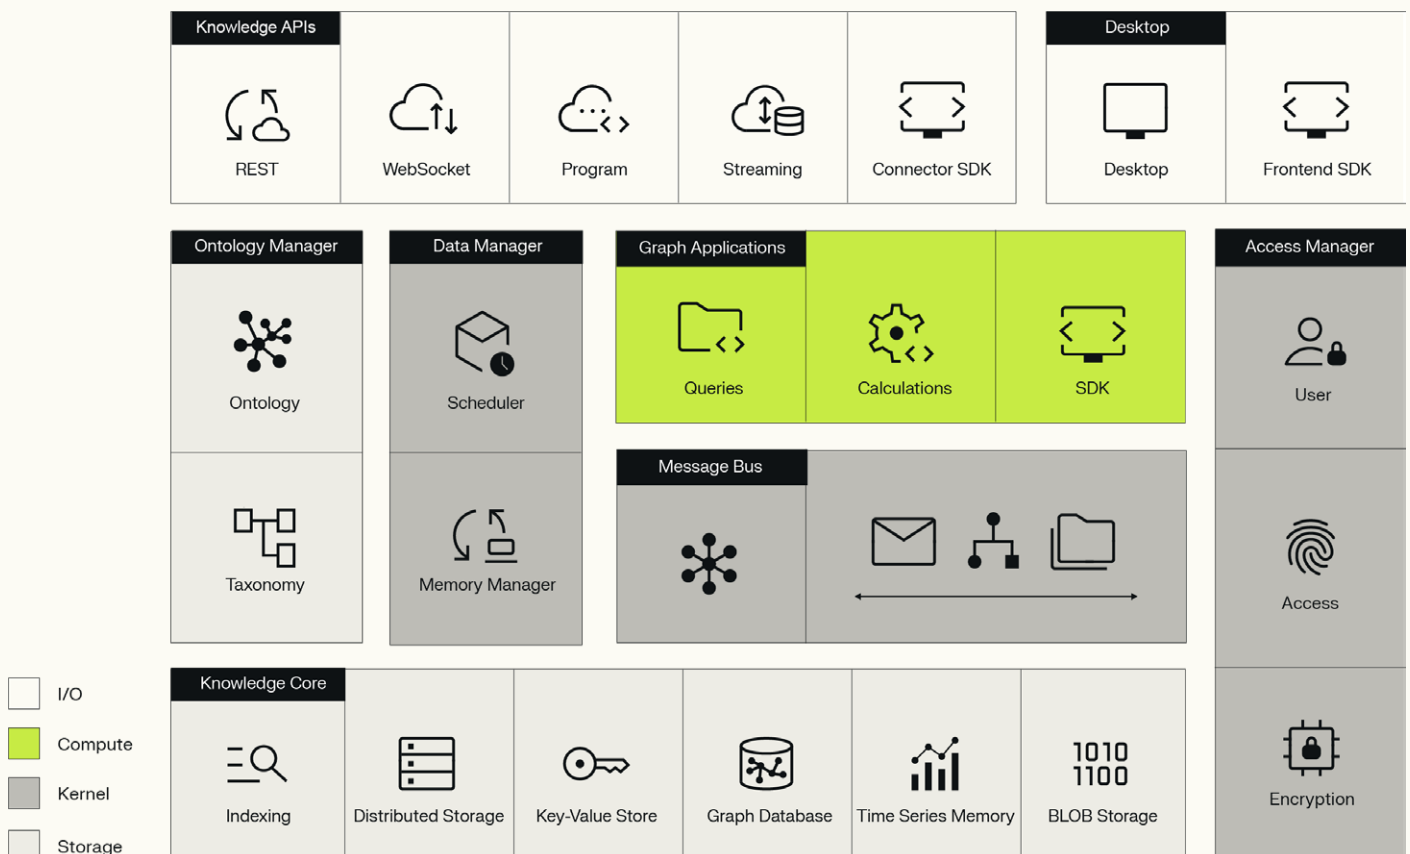 Knowledge APIs
REST
WebSocket
Program
Streaming
Connector SDK
Desktop
Desktop
Frontend SDK
Ontology Manager
Ontology
Taxonomy
Data Manager
Scheduler
Memory Manager
Graph Applications
Queries
Calculations
SDK
Message Bus
Access Manager
User
Access
Encryption
Knowledge Core
Indexing
Distributed Storage
Key-Value Store
Graph Database
Time Series Memory
1010
1100
BLOB Storage
I/O
Compute
Kernel
Storage